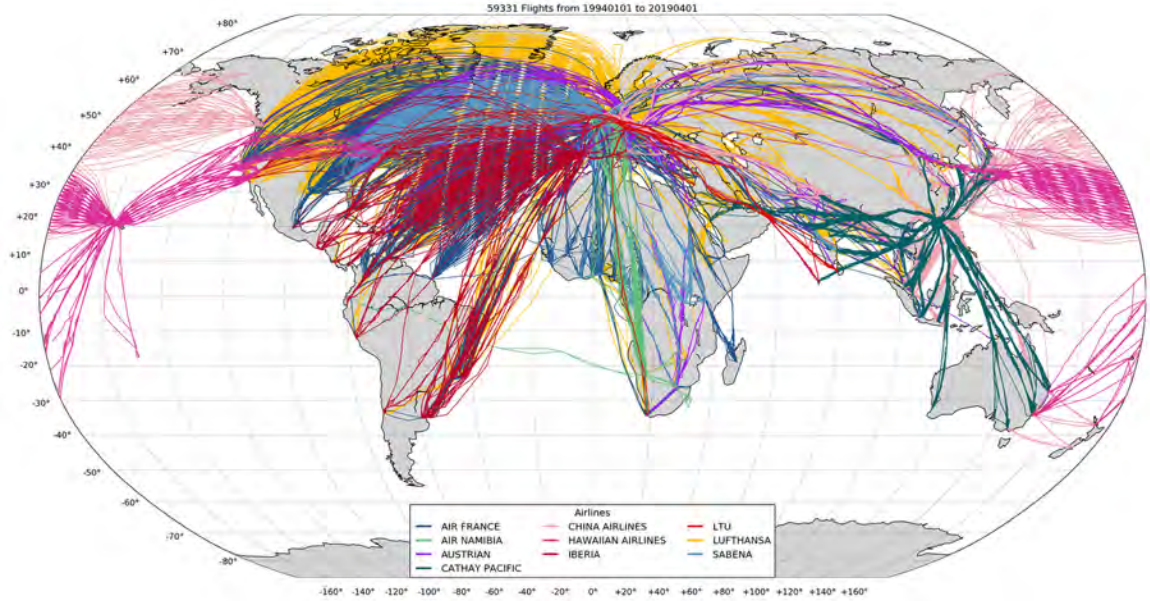 59331 Flights from 19940101 to 20190401
+80°
+70°
+60°
+50°
+40°
+30°
+20°
+10°
0°
-10°
-20°
-30°
-40°
-50°
-60°
-70°
-80°
Airlines
AIR FRANCE CHINA AIRLINES LTU
AIR NAMIBIA HAWAIIAN AIRLINES LUFTHANSA
AUSTRIAN IBERIA SABENA
CATHAY PACIFIC
-160° -140° -120° -100° -80° -60° -40° -20° 0° +20° +40° +60° +80° +100° +120° +140° +160°